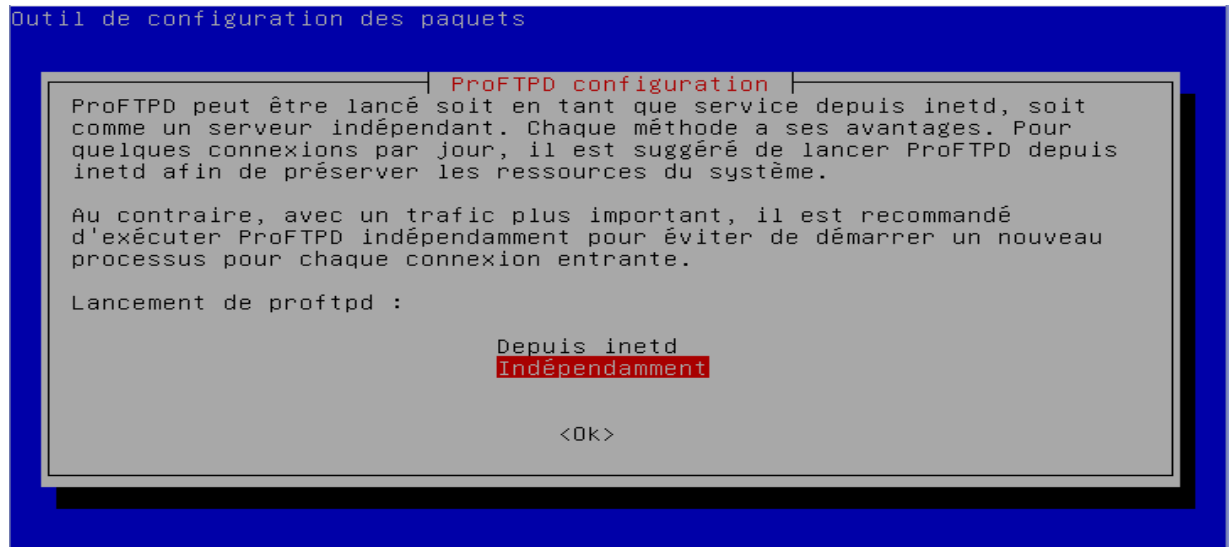 Outil de configuration des paquets
ProFTPD configuration
ProFTPD peut être lancé soit en tant que service depuis inetd, soit
comme un serveur indépendant. Chaque méthode a ses avantages. Pour
quelques connexions par jour, il est suggéré de lancer ProFTPD depuis
inetd afin de préserver les ressources du système.
Au contraire, avec un trafic plus important, il est recommandé
d'exécuter ProFTPD indépendamment pour éviter de démarrer un nouveau
processus pour chaque connexion entrante.
Lancement de proftpd :
Depuis inetd
Indépendamment
<Ok>